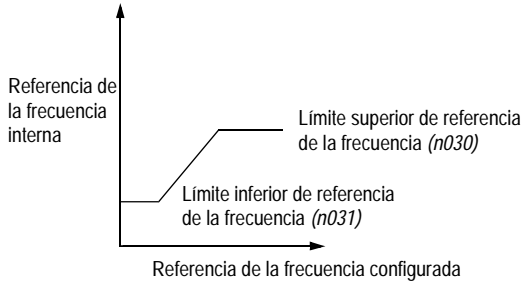 Referencia de
la frecuencia
interna
Límite superior de referencia
de la frecuencia (n030)
Límite inferior de referencia
de la frecuencia (n031)
Referencia de la frecuencia configurada